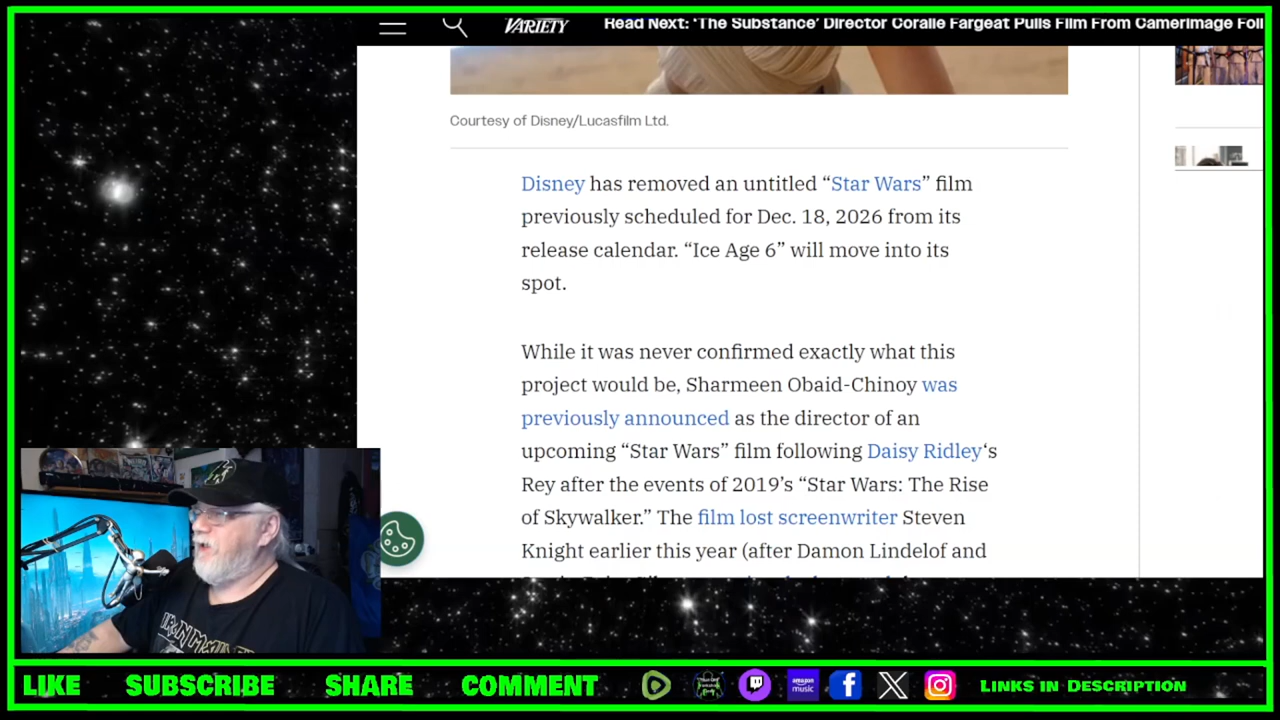 VARIETY
Read Next: ‘The Substance’ Director Coralie Fargeat Pulls Film From Camerimage Foll
Courtesy of Disney/Lucasfilm Ltd.
Disney has removed an untitled “Star Wars” film
previously scheduled for Dec. 18, 2026 from its
release calendar. “Ice Age 6” will move into its
spot.
While it was never confirmed exactly what this
project would be, Sharmeen Obaid-Chinoy was
previously announced as the director of an
upcoming “Star Wars” film following Daisy Ridley‘s
Rey after the events of 2019’s “Star Wars: The Rise
of Skywalker.” The film lost screenwriter Steven
Knight earlier this year (after Damon Lindelof and
IRON MAIDEN
LIKE SUBSCRIBE SHARE COMMENT amazon music LINKS IN DESCRIPTION